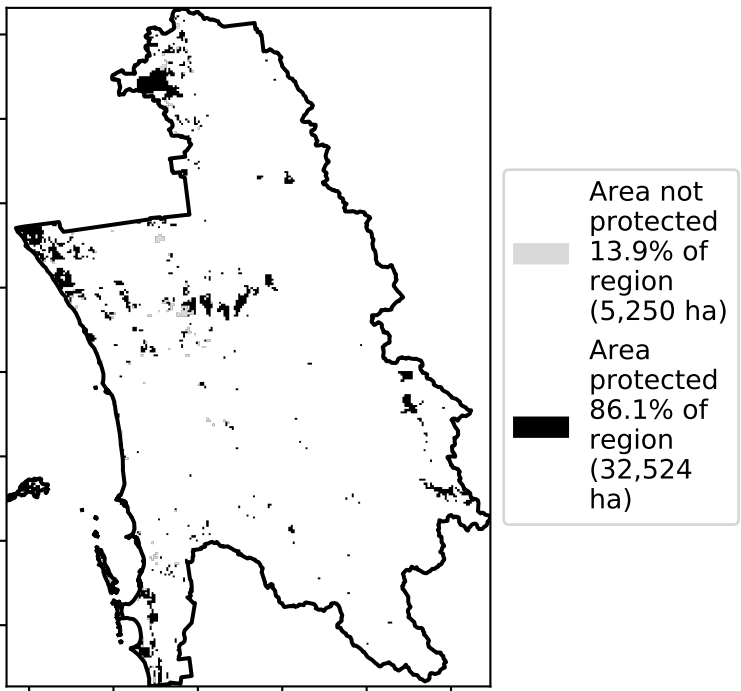 Area not
protected
13.9% of
region
(5,250 ha)
Area
protected
86.1% of
region
(32,524
ha)